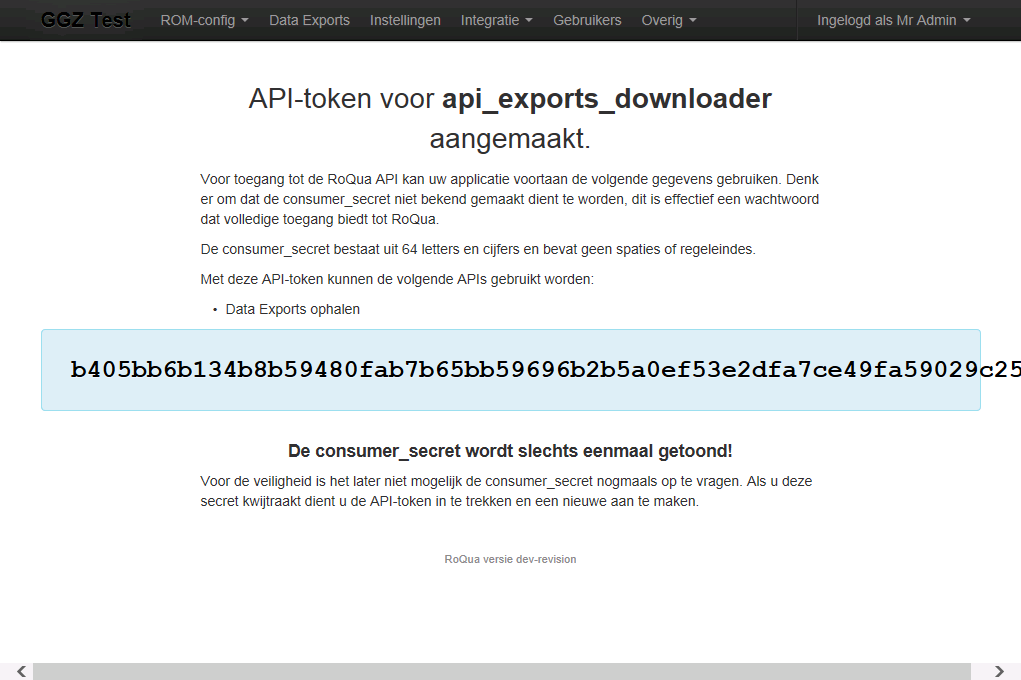 GGZ Test ROM-config Data Exports Instellingen Integratie Gebruikers Overig Ingelogd als Mr Admin
API-token voor api_exports_downloader
aangemaakt.
Voor toegang tot de RoQua API kan uw applicatie voortaan de volgende gegevens gebruiken. Denk
er om dat de consumer_secret niet bekend gemaakt dient te worden, dit is effectief een wachtwoord
dat volledige toegang biedt tot RoQua.
De consumer_secret bestaat uit 64 letters en cijfers en bevat geen spaties of regeleindes.
Met deze API-token kunnen de volgende APIs gebruikt worden:
• Data Exports ophalen
b405bb6b134b8b59480fab7b65bb59696b2b5a0ef53e2dfa7ce49fa59029c25
De consumer_secret wordt slechts eenmaal getoond!
Voor de veiligheid is het later niet mogelijk de consumer_secret nogmaals op te vragen. Als u deze
secret kwijtraakt dient u de API-token in te trekken en een nieuwe aan te maken.
RoQua versie dev-revision